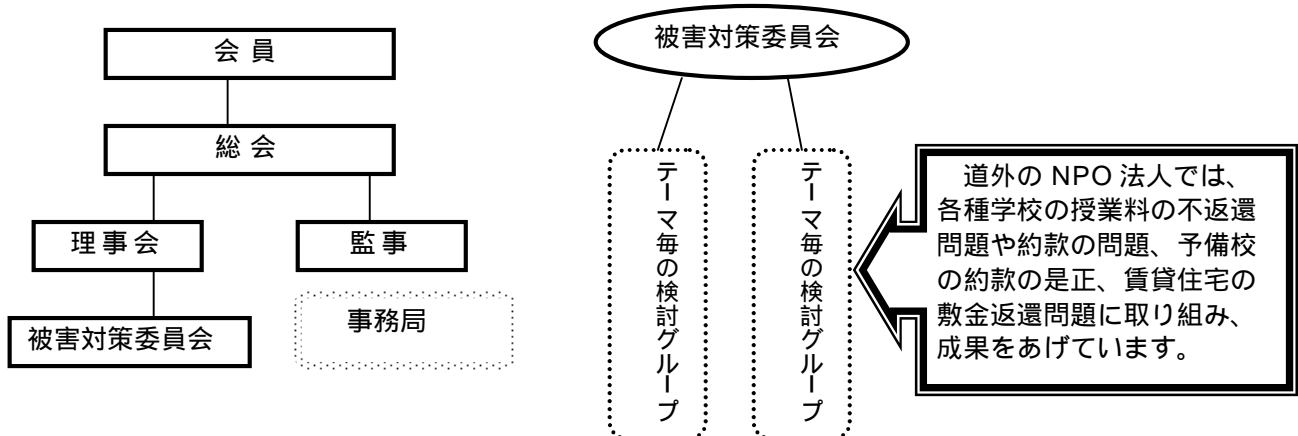 会 員
総 会
理 事 会
監 事
被害対策委員会
事務局
被害対策委員会
テーマ毎の検討グループ
テーマ毎の検討グループ
道外の NPO 法人では、
各種学校の授業料の不返還
問題や約款の問題、予備校
の約款の是正、賃貸住宅の
敷金返還問題に取り組み、
成果をあげています。